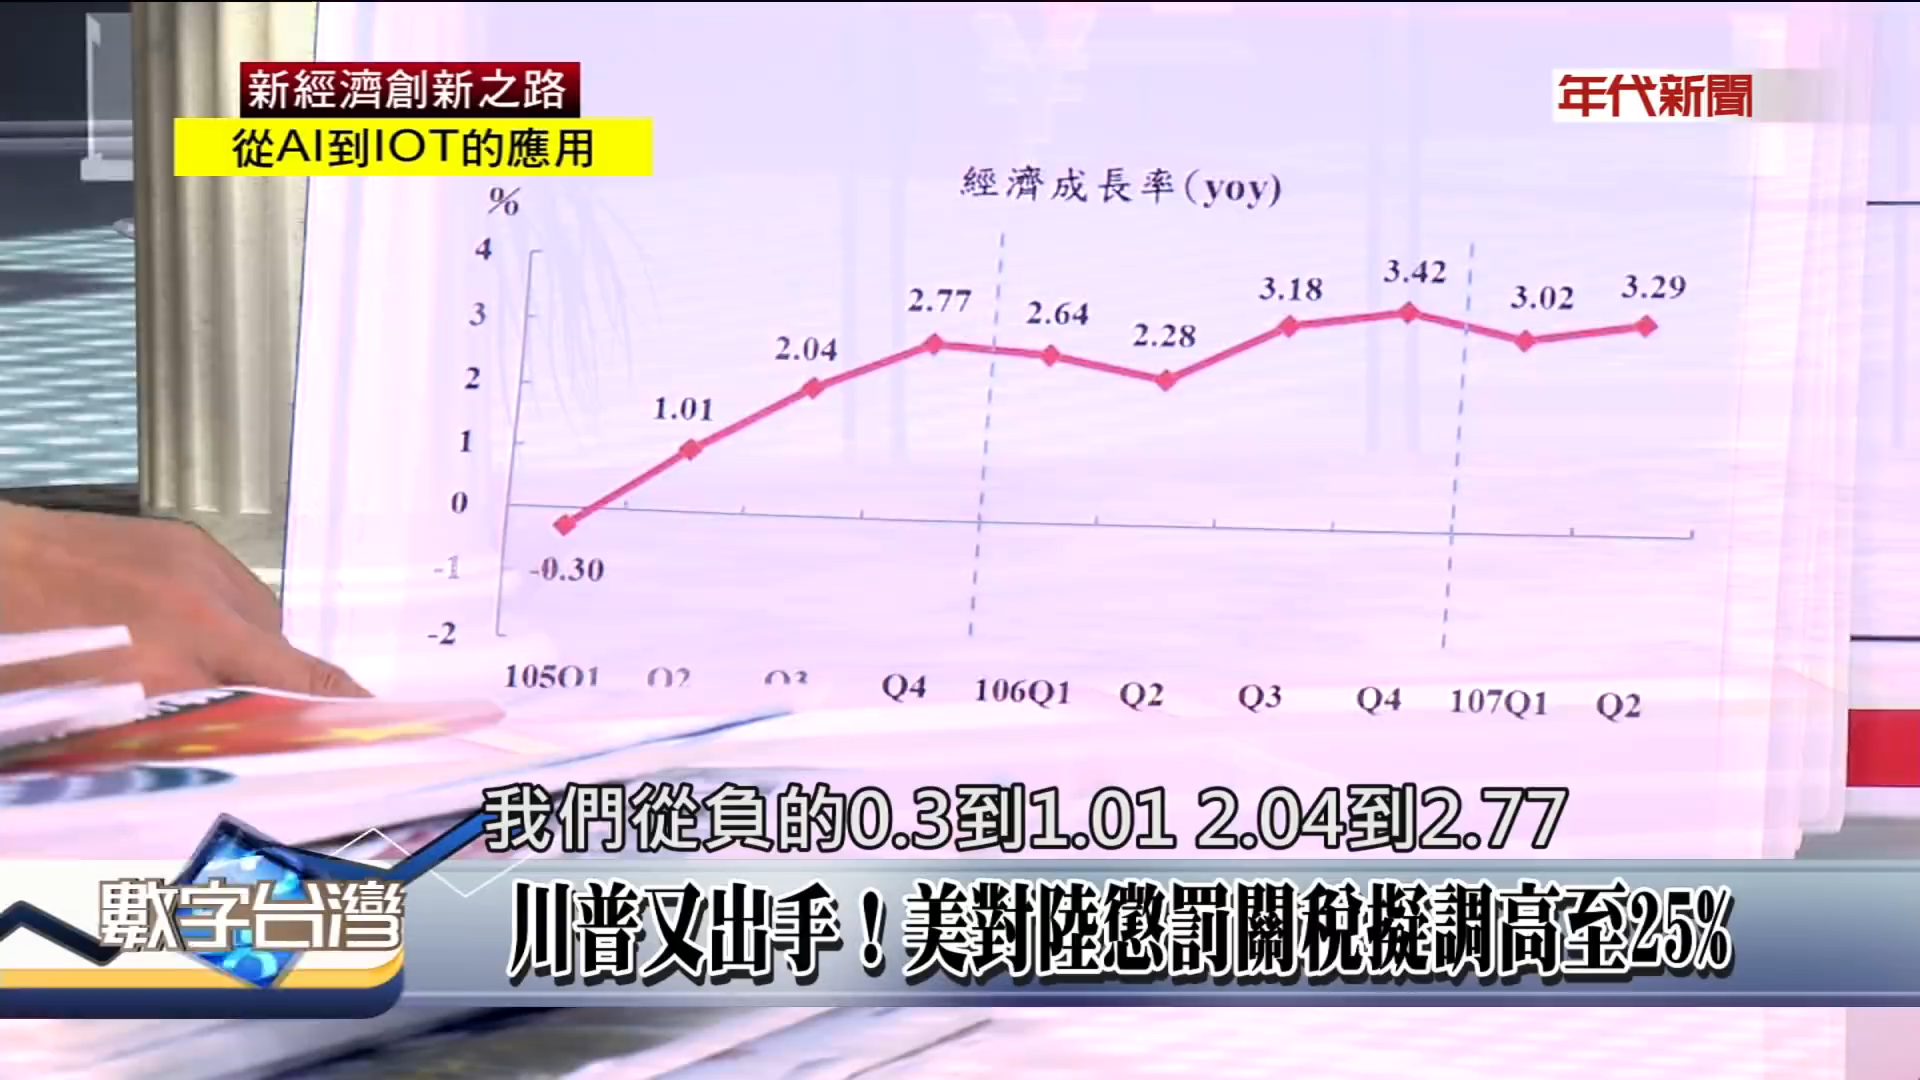 新經濟創新之路
從AI到IOT的應用
年代新聞
經濟成長率(yoy)
%
4
3
2
1
0
-1
-2
-0.30
1.01
2.04
2.77
2.64
2.28
3.18
3.42
3.02
3.29
105Q1 Q2 Q3 Q4 106Q1 Q2 Q3 Q4 107Q1 Q2
我們從負的0.3到1.01 2.04到2.77
數字台灣
川普又出手！美對陸懲罰關稅擬調高至25%